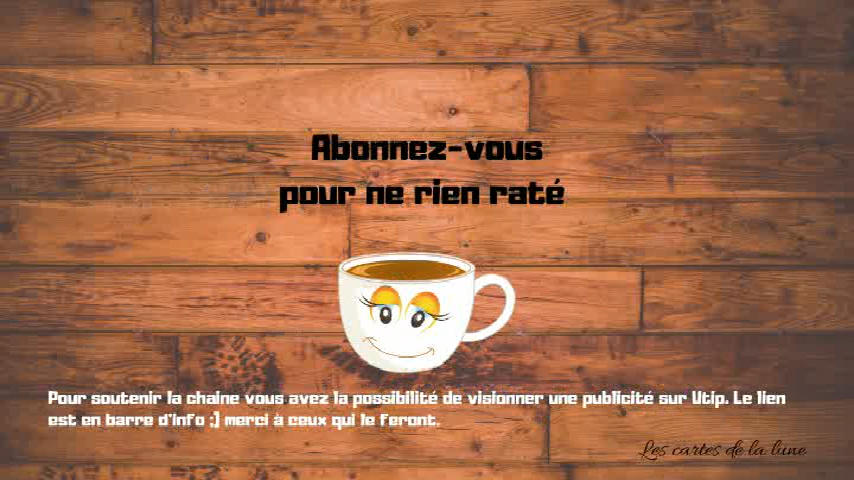 Abonnez-vous
pour ne rien raté
Pour soutenir la chaine vous avez la possibilité de visionner une publicité sur Utip. Le lien
est en barre d'info ;) merci à ceux qui le feront.
Les cartes de la lune